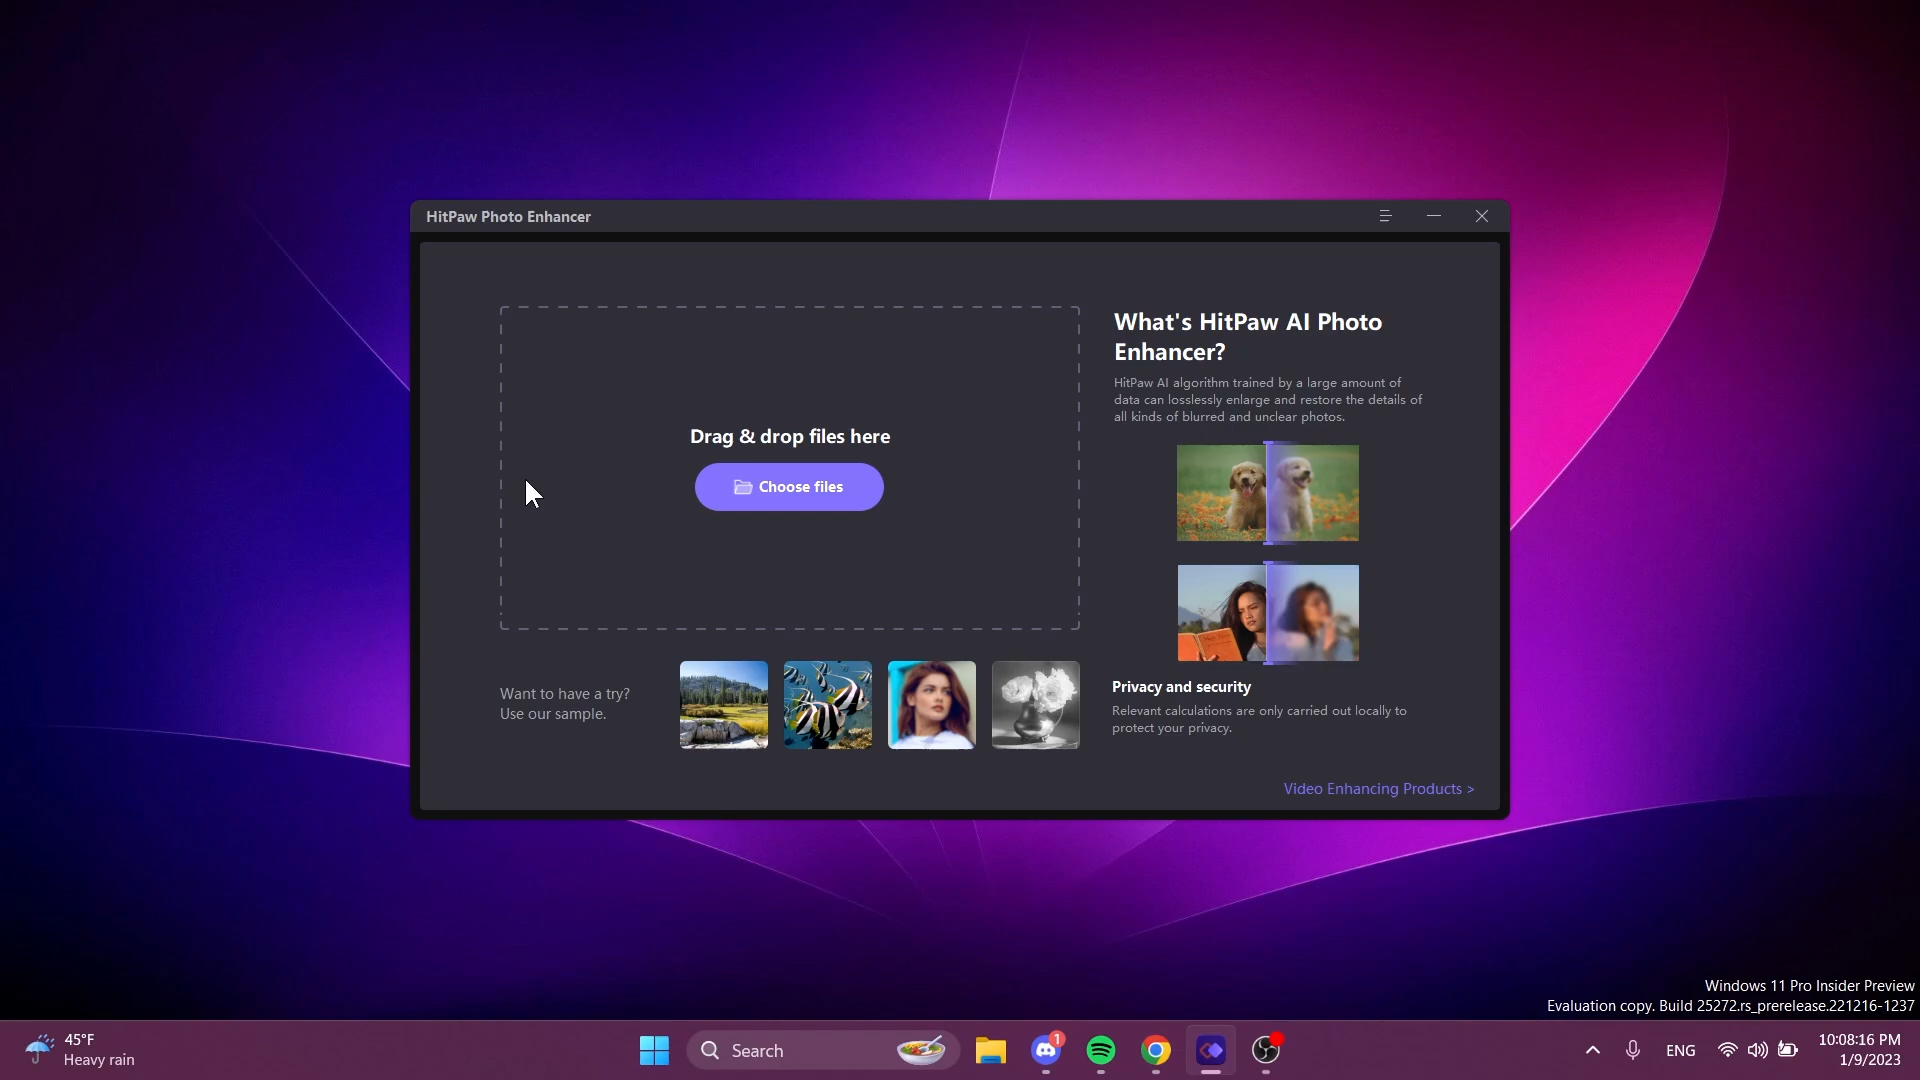 HitPaw Photo Enhancer
Drag & drop files here
Choose files
Want to have a try?
Use our sample.
What's HitPaw AI Photo
Enhancer?
HitPaw AI algorithm trained by a large amount of
data can losslessly enlarge and restore the details of
all kinds of blurred and unclear photos.
Privacy and security
Relevant calculations are only carried out locally to
protect your privacy.
Video Enhancing Products >
Windows 11 Pro Insider Preview
Evaluation copy. Build 25272.rs_prerelease.221216-1237
45°F
Heavy rain
Search
1
ENG
10:08:16 PM
1/9/2023